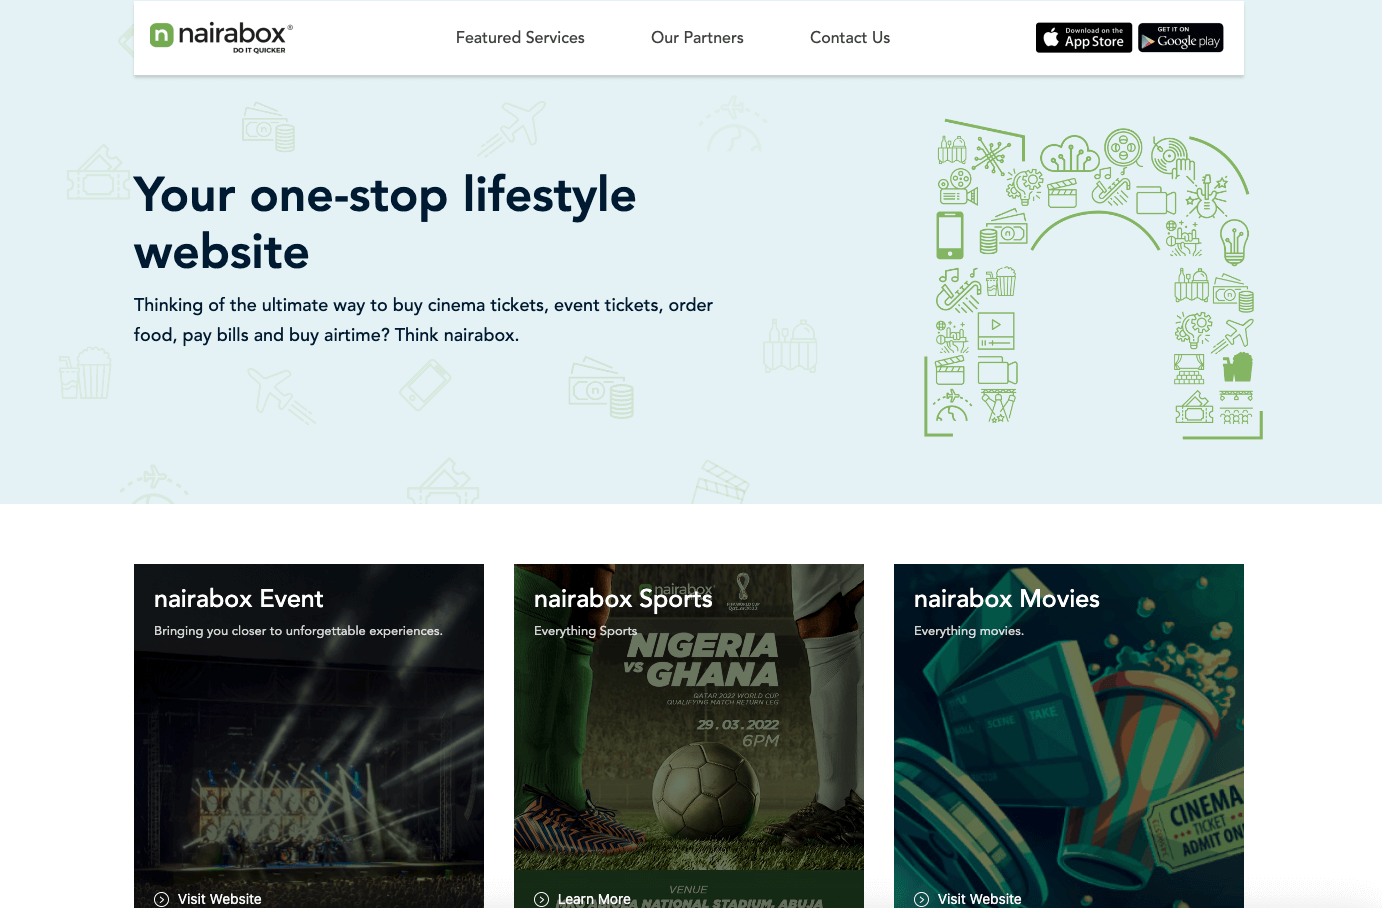 nairabox®
DO IT QUICKER
Featured Services
Our Partners
Contact Us
Download on the
App Store
GET IT ON
Google play
Your one-stop lifestyle
website
Thinking of the ultimate way to buy cinema tickets, event tickets, order
food, pay bills and buy airtime? Think nairabox.
nairabox Event
Bringing you closer to unforgettable experiences.
Visit Website
nairabox
nairabox Sports
Everything Sports
NIGERIA
VS GHANA
QATAR 2022 WORLD CUP
QUALIFYING MATCH RETURN LEG
29.03.2022
6PM
VENUE
ABIOLA NATIONAL STADIUM, ABUJA
Learn More
nairabox Movies
Everything movies.
ROLL SCENE TAKE
CINEMA
TICKET
ADMIT ON
Visit Website